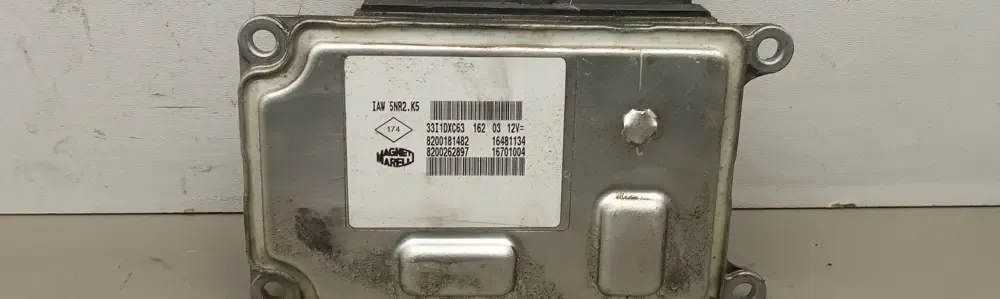 IAW 5NR2.K5
33I1DXC63 162 03 12V=
174
8200181482 16481134
MAGNETI MARELLI
8200262897 16701004